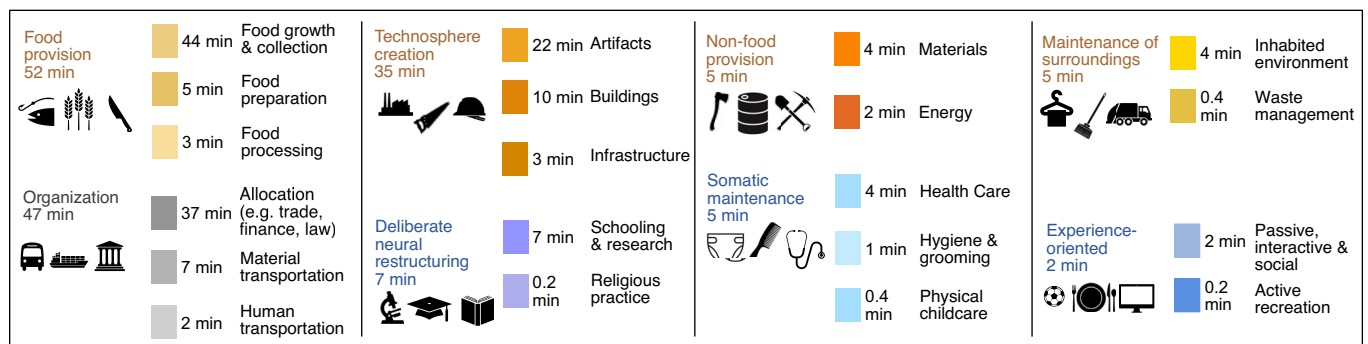 Food
provision
52 min
44 min Food growth
& collection
5 min Food
preparation
3 min Food
processing
Organization
47 min
37 min Allocation
(e.g. trade,
finance, law)
7 min Material
transportation
2 min Human
transportation
Technosphere
creation
35 min
22 min Artifacts
10 min Buildings
3 min Infrastructure
Deliberate
neural
restructuring
7 min
7 min Schooling
& research
0.2
min Religious
practice
Non-food
provision
5 min
4 min Materials
2 min Energy
Somatic
maintenance
5 min
4 min Health Care
1 min Hygiene &
grooming
0.4
min Physical
childcare
Maintenance of
surroundings
5 min
4 min Inhabited
environment
0.4
min Waste
management
Experience-
oriented
2 min
2 min Passive,
interactive &
social
0.2
min Active
recreation